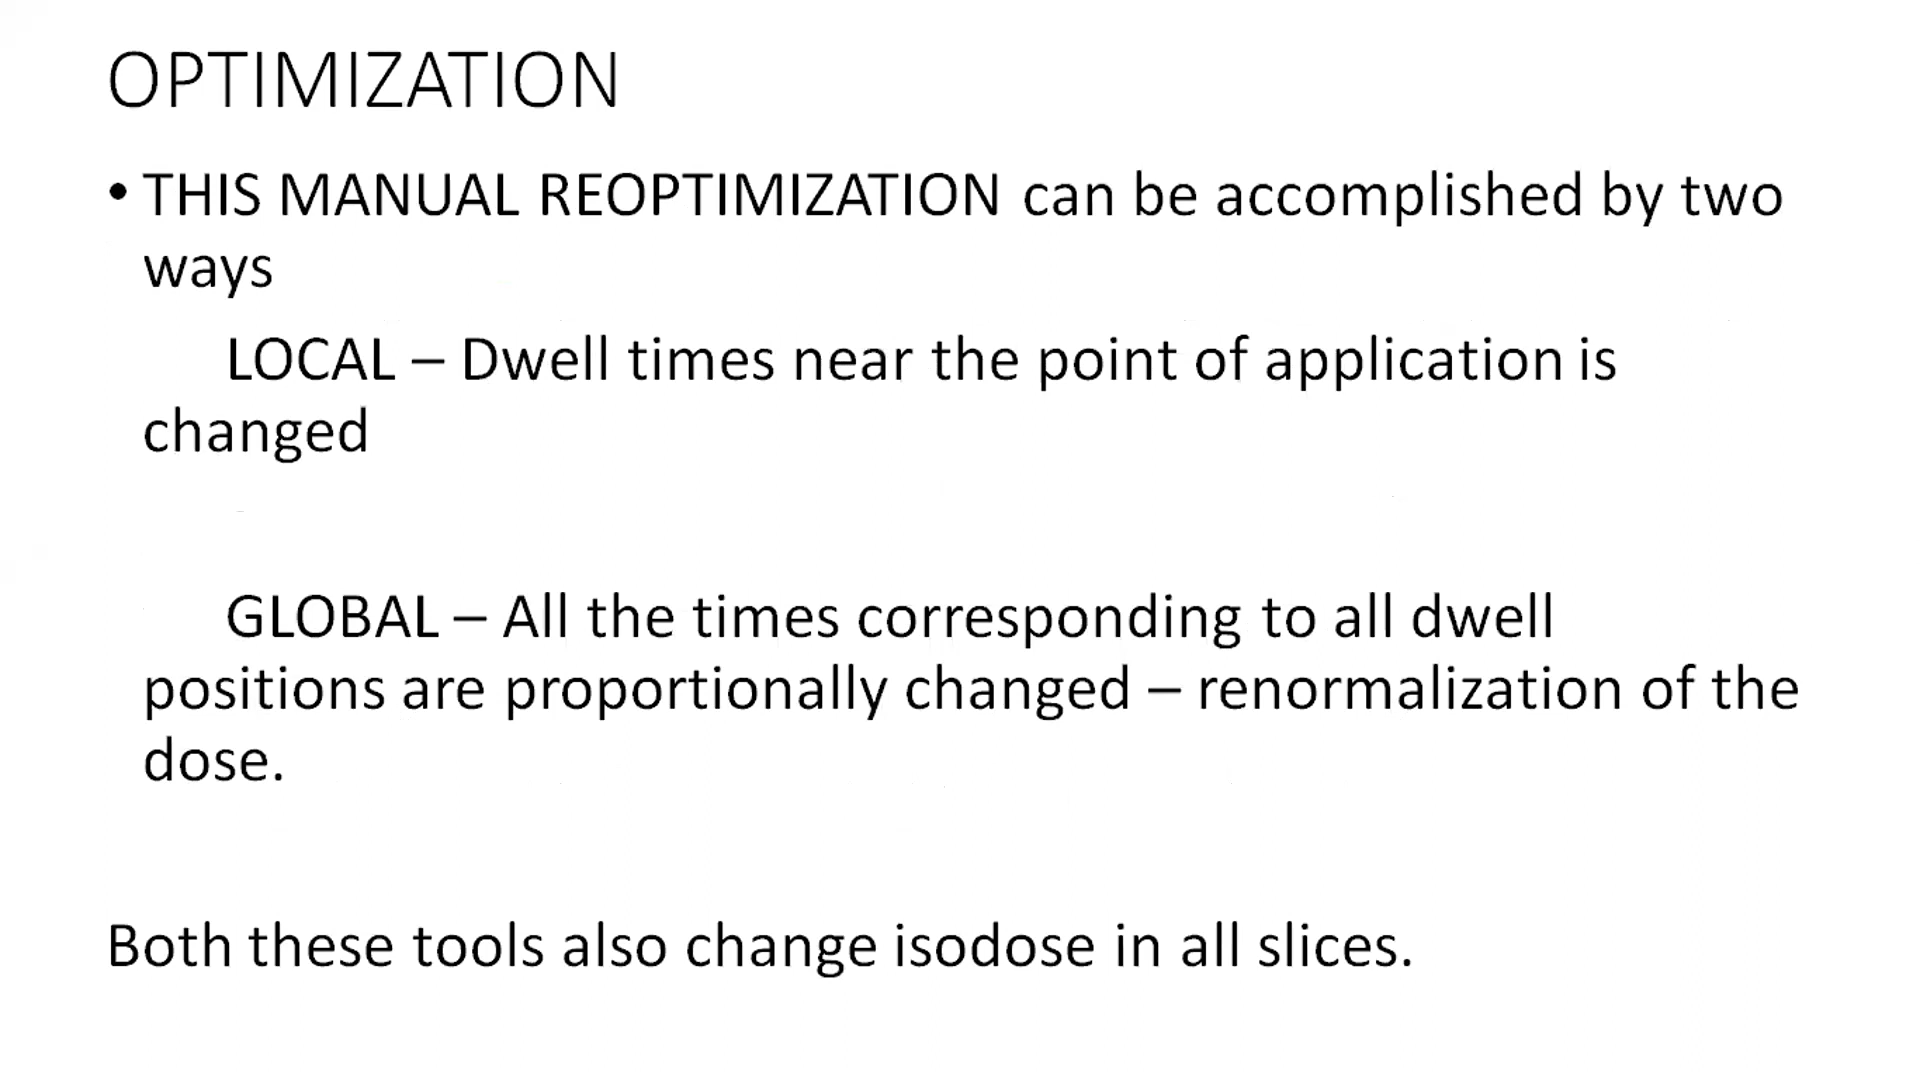 OPTIMIZATION
• THIS MANUAL REOPTIMIZATION can be accomplished by two
ways
LOCAL – Dwell times near the point of application is
changed
GLOBAL – All the times corresponding to all dwell
positions are proportionally changed – renormalization of the
dose.
Both these tools also change isodose in all slices.